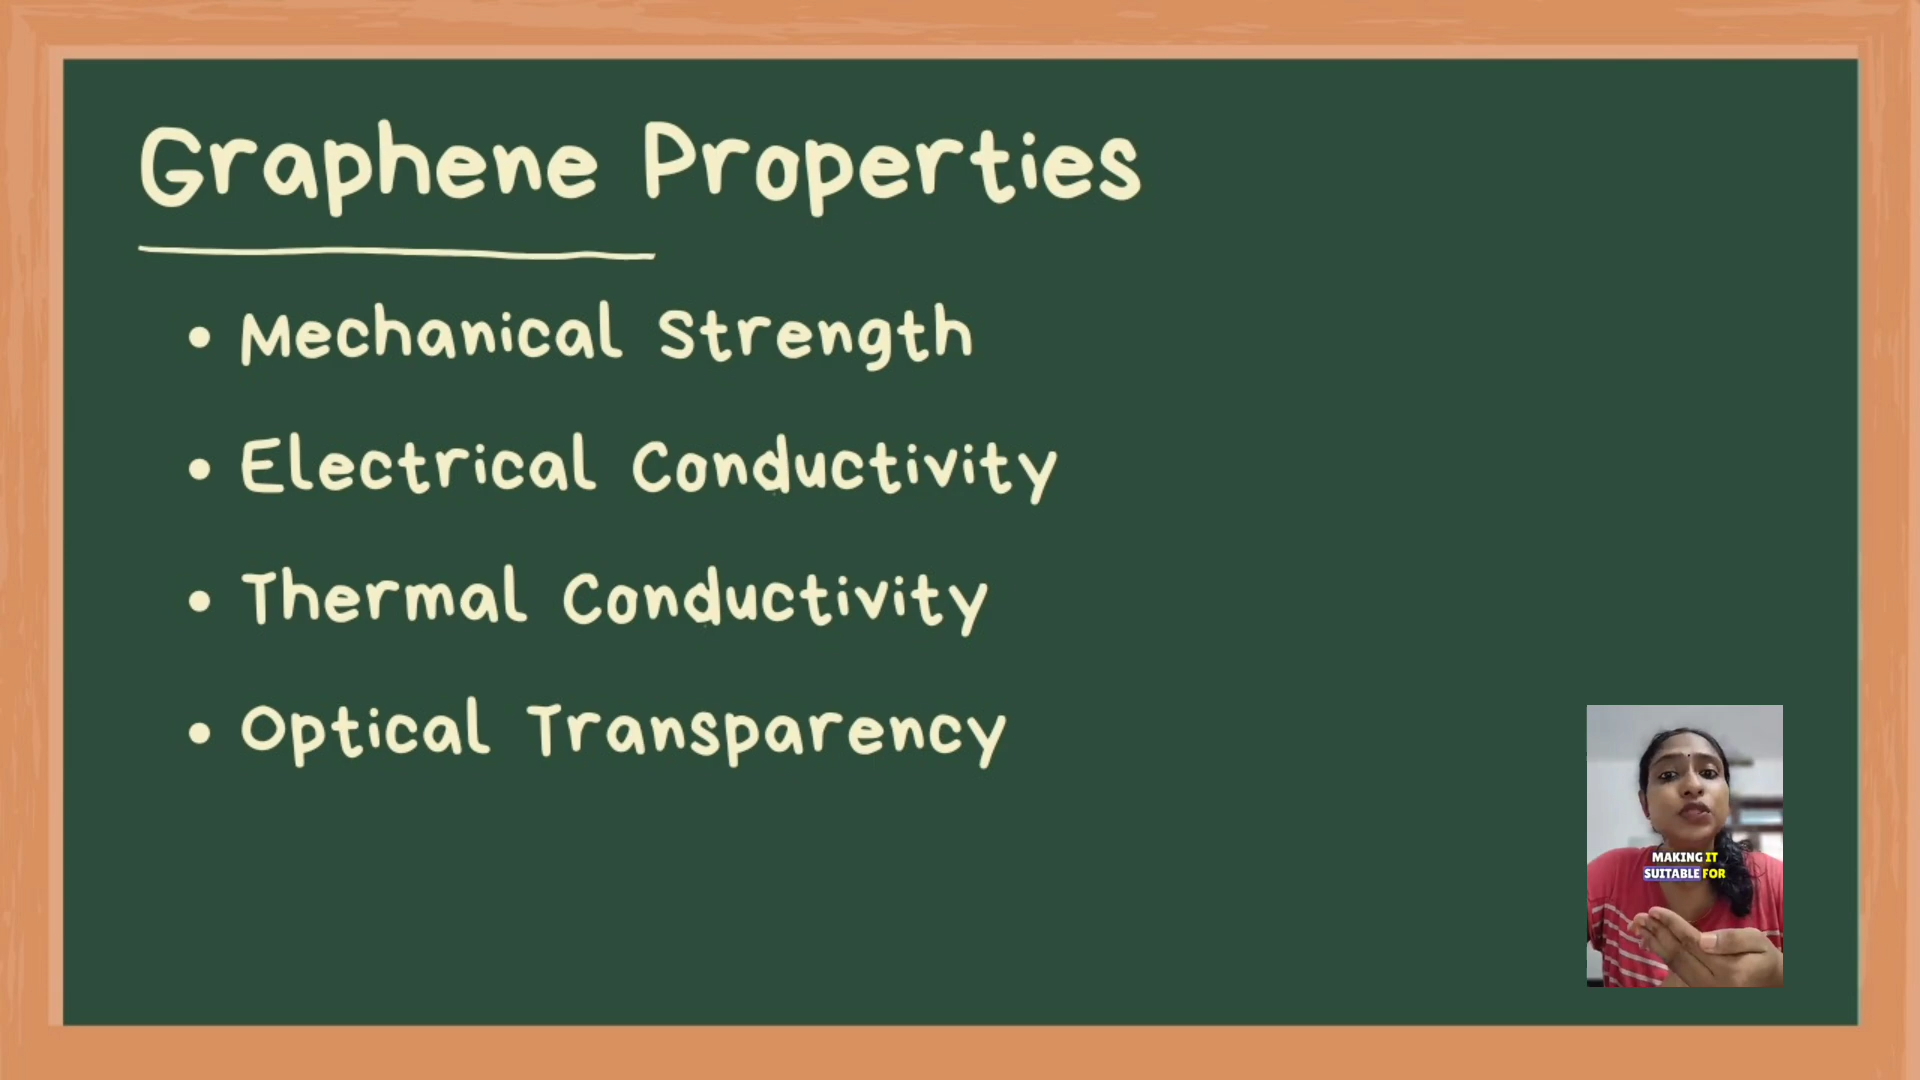 Graphene Properties
• Mechanical Strength
• Electrical Conductivity
• Thermal Conductivity
• Optical Transparency
MAKING IT
SUITABLE FOR